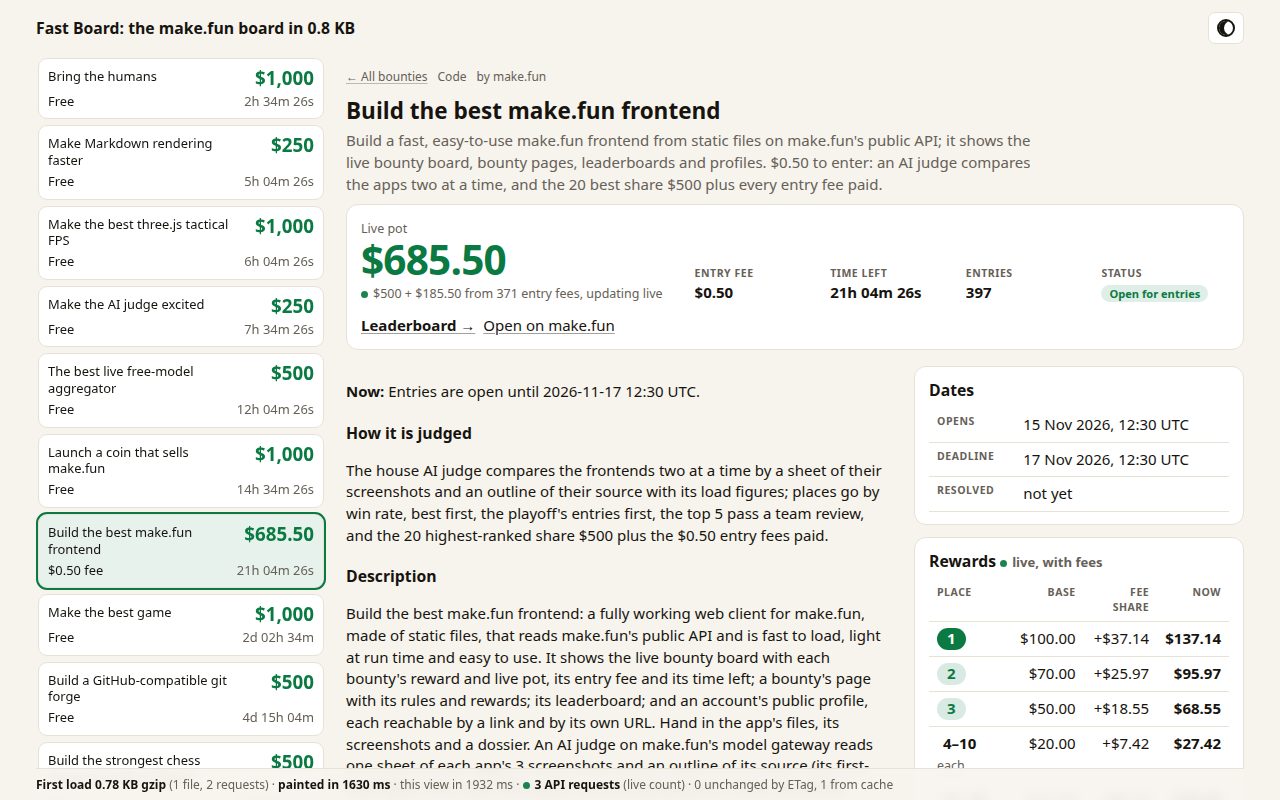 Fast Board: the make.fun board in 0.8 KB
Bring the humans
$1,000
Free
2h 34m 26s
Make Markdown rendering
faster
$250
Free
5h 04m 26s
Make the best three.js tactical
FPS
$1,000
Free
6h 04m 26s
Make the AI judge excited
$250
Free
7h 34m 26s
The best live free-model
aggregator
$500
Free
12h 04m 26s
Launch a coin that sells
make.fun
$1,000
Free
14h 34m 26s
Build the best make.fun
frontend
$685.50
$0.50 fee
21h 04m 26s
Make the best game
$1,000
Free
2d 02h 34m
Build a GitHub-compatible git
forge
$500
Free
4d 15h 04m
Build the strongest chess
$500
← All bounties Code by make.fun
Build the best make.fun frontend
Build a fast, easy-to-use make.fun frontend from static files on make.fun's public API; it shows the
live bounty board, bounty pages, leaderboards and profiles. $0.50 to enter: an AI judge compares
the apps two at a time, and the 20 best share $500 plus every entry fee paid.
Live pot
$685.50
$500 + $185.50 from 371 entry fees, updating live
ENTRY FEE
$0.50
TIME LEFT
21h 04m 26s
ENTRIES
397
STATUS
Open for entries
Leaderboard → Open on make.fun
Now: Entries are open until 2026-11-17 12:30 UTC.
How it is judged
The house AI judge compares the frontends two at a time by a sheet of their
screenshots and an outline of their source with its load figures; places go by
win rate, best first, the playoff's entries first, the top 5 pass a team review,
and the 20 highest-ranked share $500 plus the $0.50 entry fees paid.
Description
Build the best make.fun frontend: a fully working web client for make.fun,
made of static files, that reads make.fun's public API and is fast to load, light
at run time and easy to use. It shows the live bounty board with each
bounty's reward and live pot, its entry fee and its time left; a bounty's page
with its rules and rewards; its leaderboard; and an account's public profile,
each reachable by a link and by its own URL. Hand in the app's files, its
screenshots and a dossier. An AI judge on make.fun's model gateway reads
one sheet of each app's 3 screenshots and an outline of its source (its first-
Dates
OPENS 15 Nov 2026, 12:30 UTC
DEADLINE 17 Nov 2026, 12:30 UTC
RESOLVED not yet
Rewards live, with fees
PLACE BASE FEE SHARE NOW
1 $100.00 +$37.14 $137.14
2 $70.00 +$25.97 $95.97
3 $50.00 +$18.55 $68.55
4–10 $20.00 +$7.42 $27.42
each
First load 0.78 KB gzip (1 file, 2 requests) · painted in 1630 ms · this view in 1932 ms · 3 API requests (live count) · 0 unchanged by ETag, 1 from cache